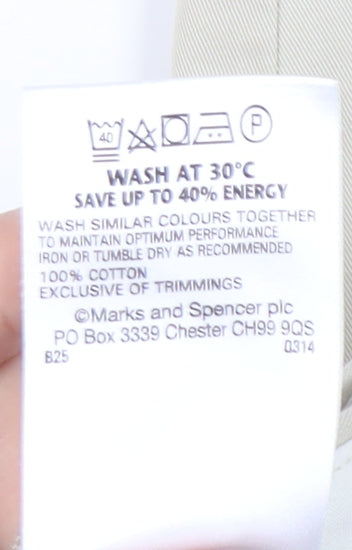 40 P
WASH AT 30°C
SAVE UP TO 40% ENERGY
WASH SIMILAR COLOURS TOGETHER
TO MAINTAIN OPTIMUM PERFORMANCE
IRON OR TUMBLE DRY AS RECOMMENDED
100% COTTON
EXCLUSIVE OF TRIMMINGS
©Marks and Spencer plc
PO Box 3339 Chester CH99 9QS
B25 0314